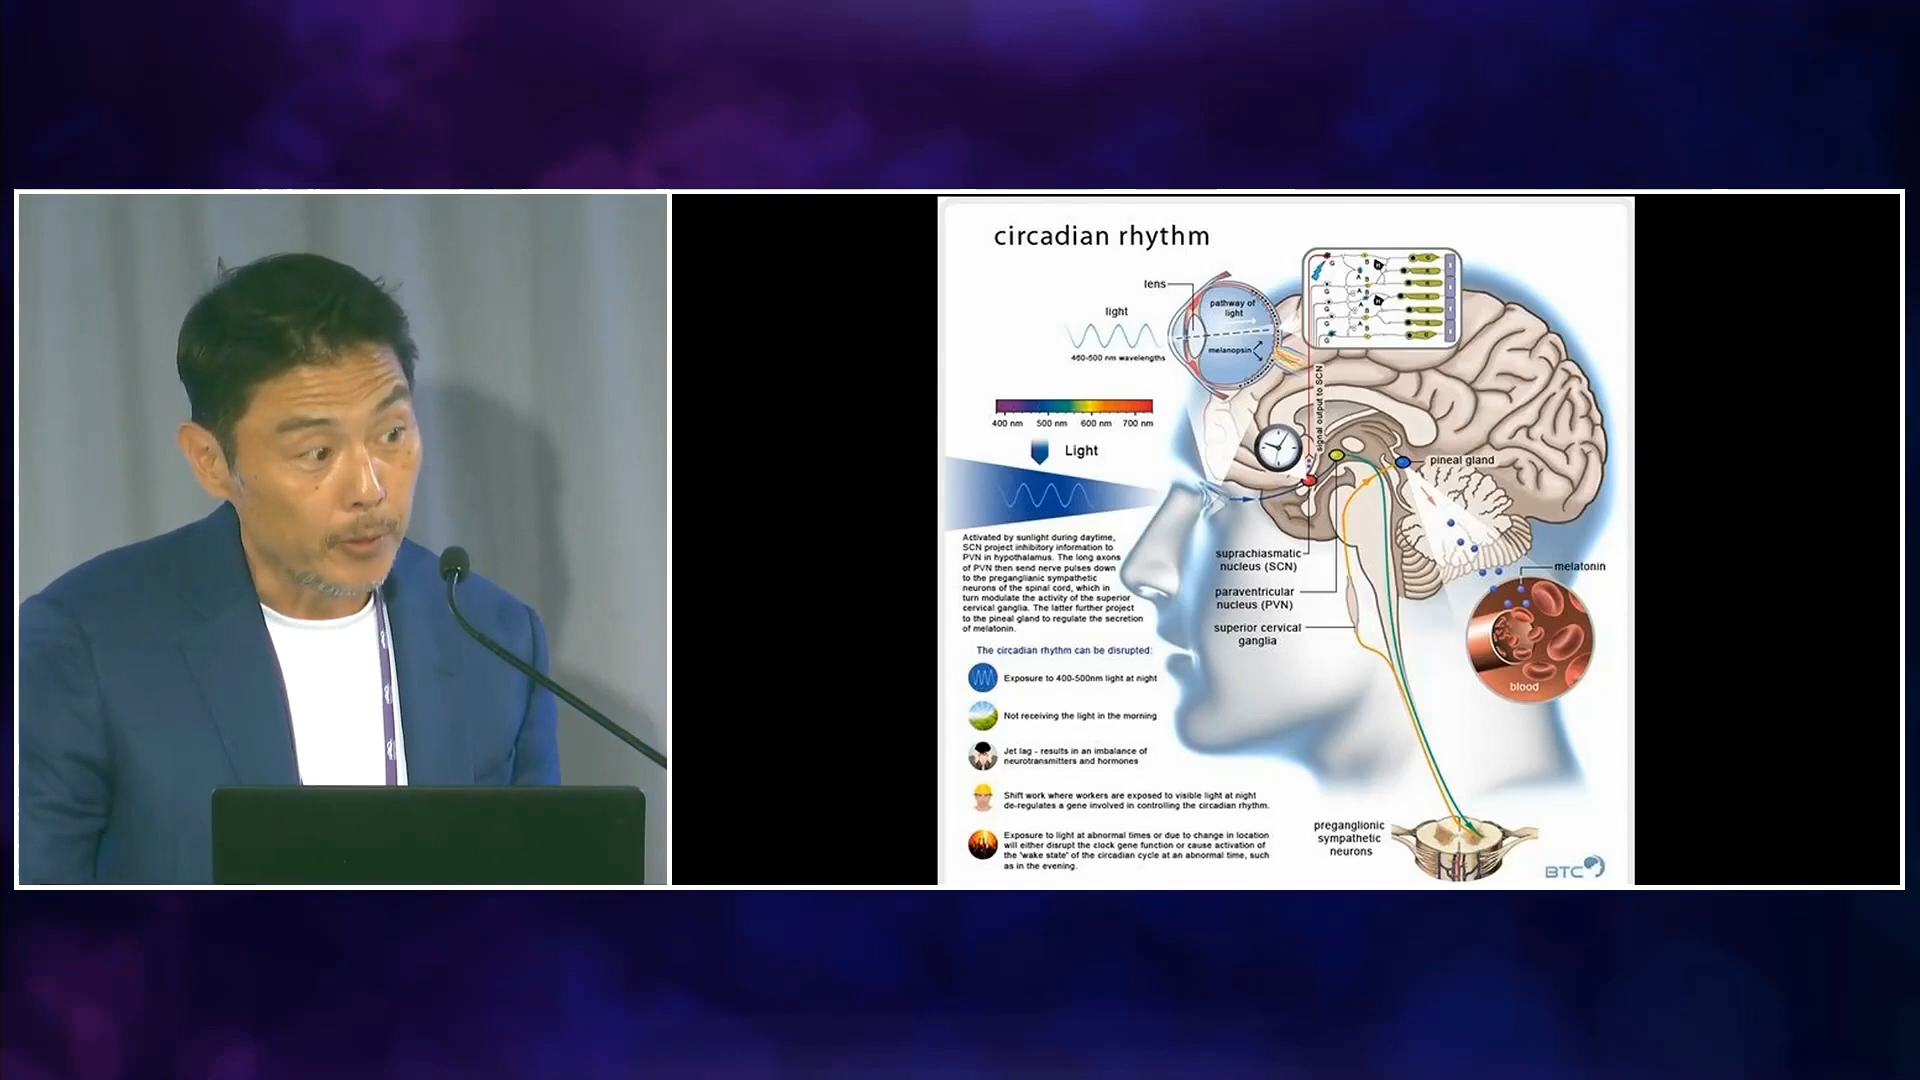 circadian rhythm
lens
light
460-500 nm wavelengths
pathway of
light
melanopsin
signal output to SCN
400 nm 500 nm 600 nm 700 nm
Light
pineal gland
Activated by sunlight during daytime,
SCN project inhibitory information to
PVN in hypothalamus. The long axons
of PVN then send nerve pulses down
to the preganglianic sympathetic
neurons of the spinal cord, which in
turn modulate the activity of the superior
cervical ganglia. The latter further project
to the pineal gland to regulate the secretion
of melatonin.
suprachiasmatic
nucleus (SCN)
paraventricular
nucleus (PVN)
superior cervical
ganglia
melatonin
blood
The circadian rhythm can be disrupted:
Exposure to 400-500nm light at night
Not receiving the light in the morning
Jet lag - results in an imbalance of
neurotransmitters and hormones
Shift work where workers are exposed to visible light at night
de-regulates a gene involved in controlling the circadian rhythm.
Exposure to light at abnormal times or due to change in location
will either disrupt the clock gene function or cause activation of
the 'wake state' of the circadian cycle at an abnormal time, such
as in the evening.
preganglionic
sympathetic
neurons
BTC